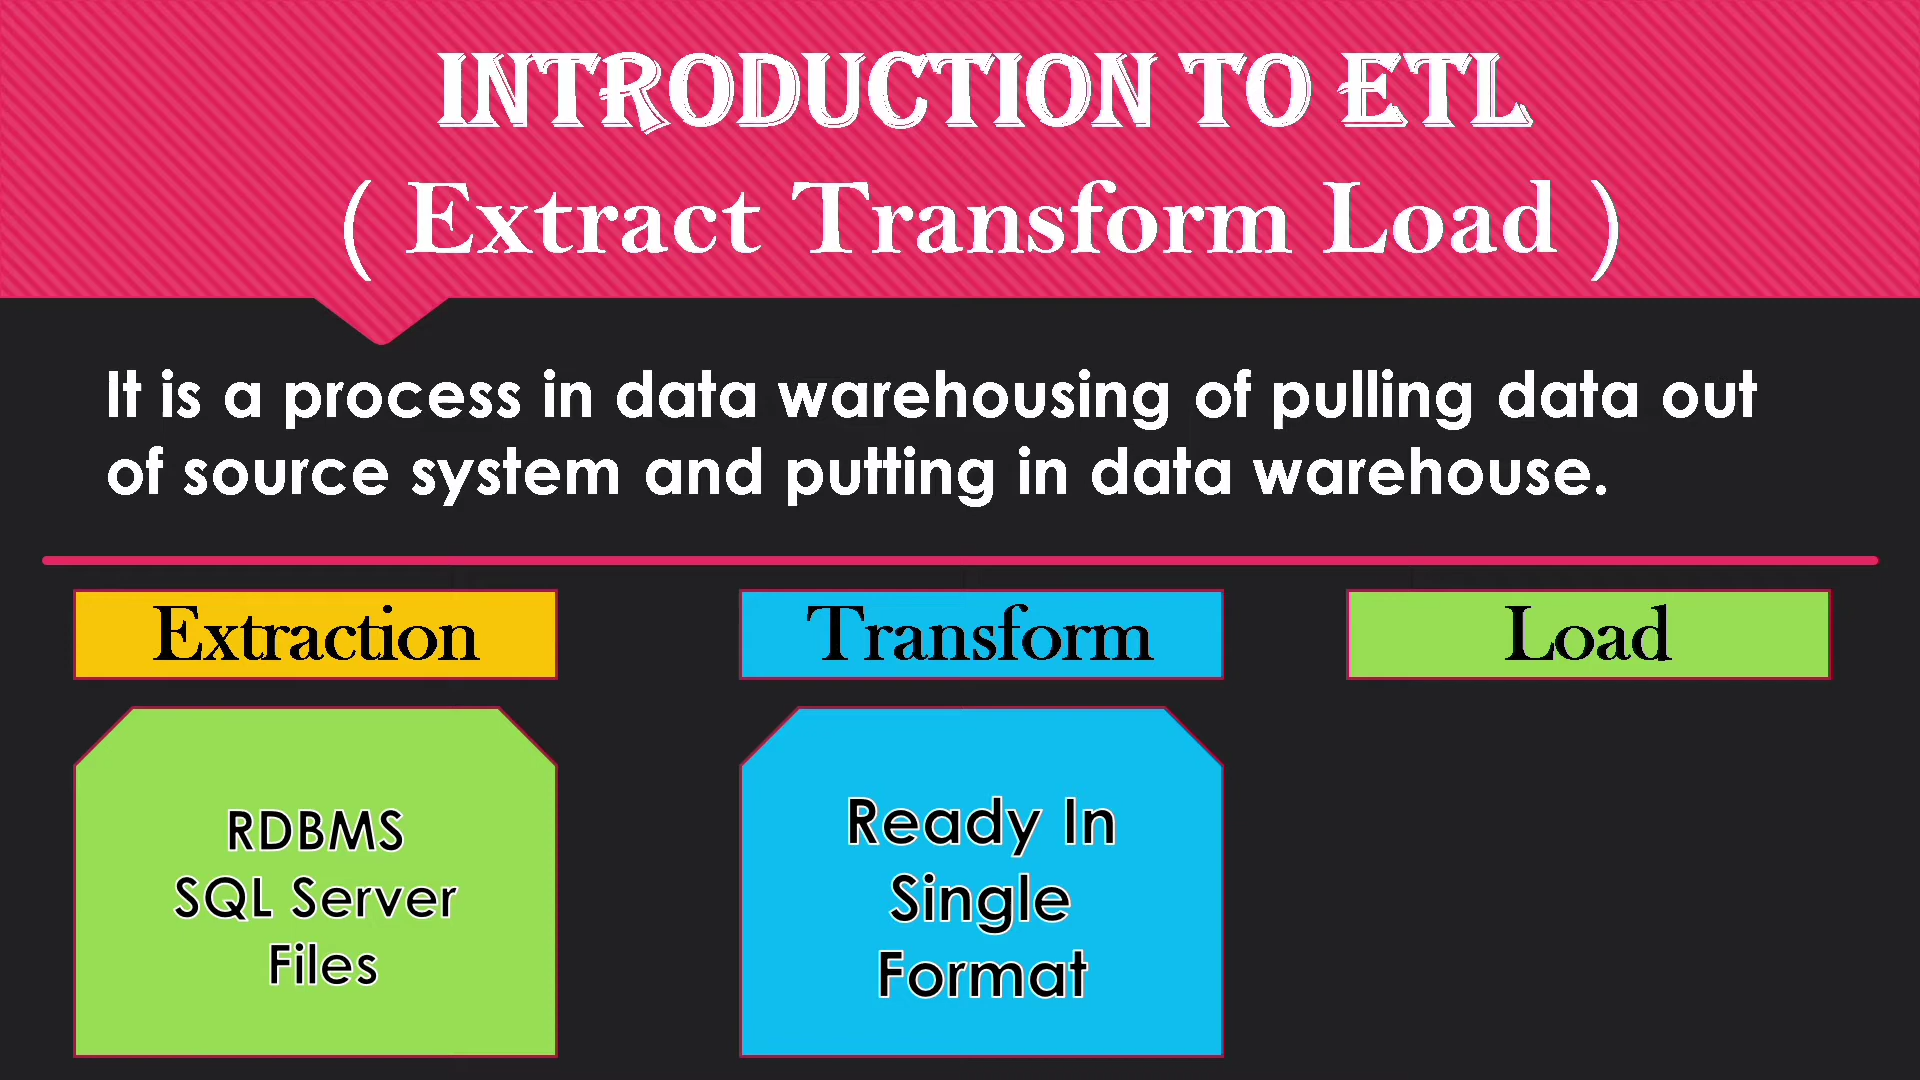 INTRODUCTION TO ETL
( Extract Transform Load )
It is a process in data warehousing of pulling data out
of source system and putting in data warehouse.
Extraction
Transform
Load
RDBMS
SQL Server
Files
Ready In
Single
Format